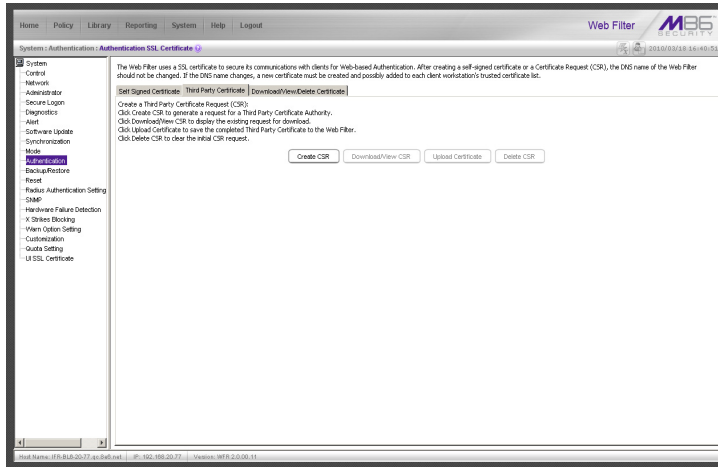 Home Policy Library Reporting System Help Logout
Web Filter
M86
SECURITY
System : Authentication : Authentication SSL Certificate
2010/03/18 16:40:51
System
Control
Network
Administrator
Secure Logon
Diagnostics
Alert
Software Update
Synchronization
Mode
Authentication
Backup/Restore
Reset
Radius Authentication Setting
SNMP
Hardware Failure Detection
X Strikes Blocking
Warn Option Setting
Customization
Quota Setting
UI SSL Certificate
The Web Filter uses a SSL certificate to secure its communications with clients for Web-based Authentication. After creating a self-signed certificate or a Certificate Request (CSR), the DNS name of the Web Filter
should not be changed. If the DNS name changes, a new certificate must be created and possibly added to each client workstation's trusted certificate list.
Self Signed Certificate Third Party Certificate Download/View/Delete Certificate
Create a Third Party Certificate Request (CSR):
Click Create CSR to generate a request for a Third Party Certificate Authority.
Click Download/View CSR to display the existing request for download.
Click Upload Certificate to save the completed Third Party Certificate to the Web Filter.
Click Delete CSR to clear the initial CSR request.
Create CSR Download/View CSR Upload Certificate Delete CSR
Host Name: IFR-BL8-20-77.qc.8e6.net IP: 192.168.20.77 Version: WFR 2.0.00.11